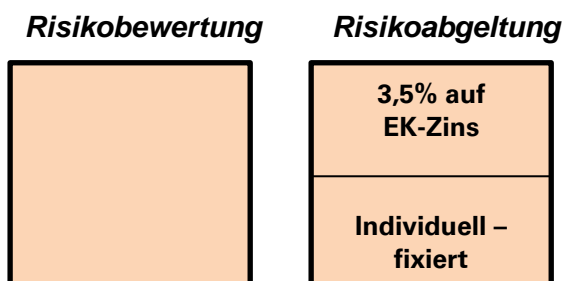 Risikobewertung Risikoabgeltung
3,5% auf
EK-Zins
Individuell –
fixiert